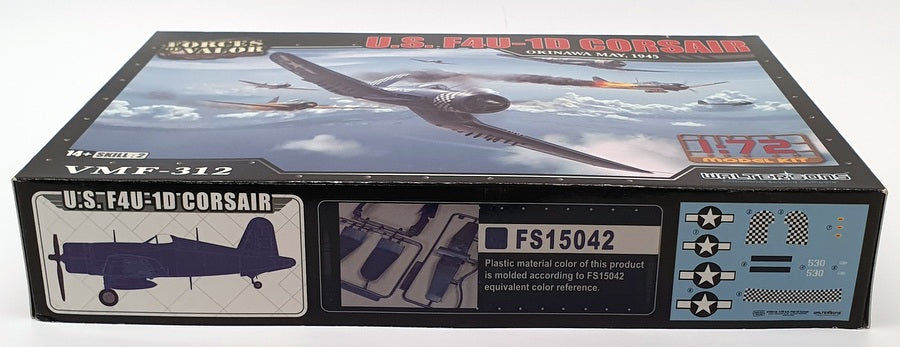 FORCES
OF VALOR
U.S. F4U-1D CORSAIR
OKINAWA MAY, 1945
14+ SKILL: 2
VMF-312
1:72
MODEL KIT
WALTERSONS
U.S. F4U-1D CORSAIR
FS15042
Plastic material color of this product
is molded according to FS15042
equivalent color reference.
530
530
WALTERSONS